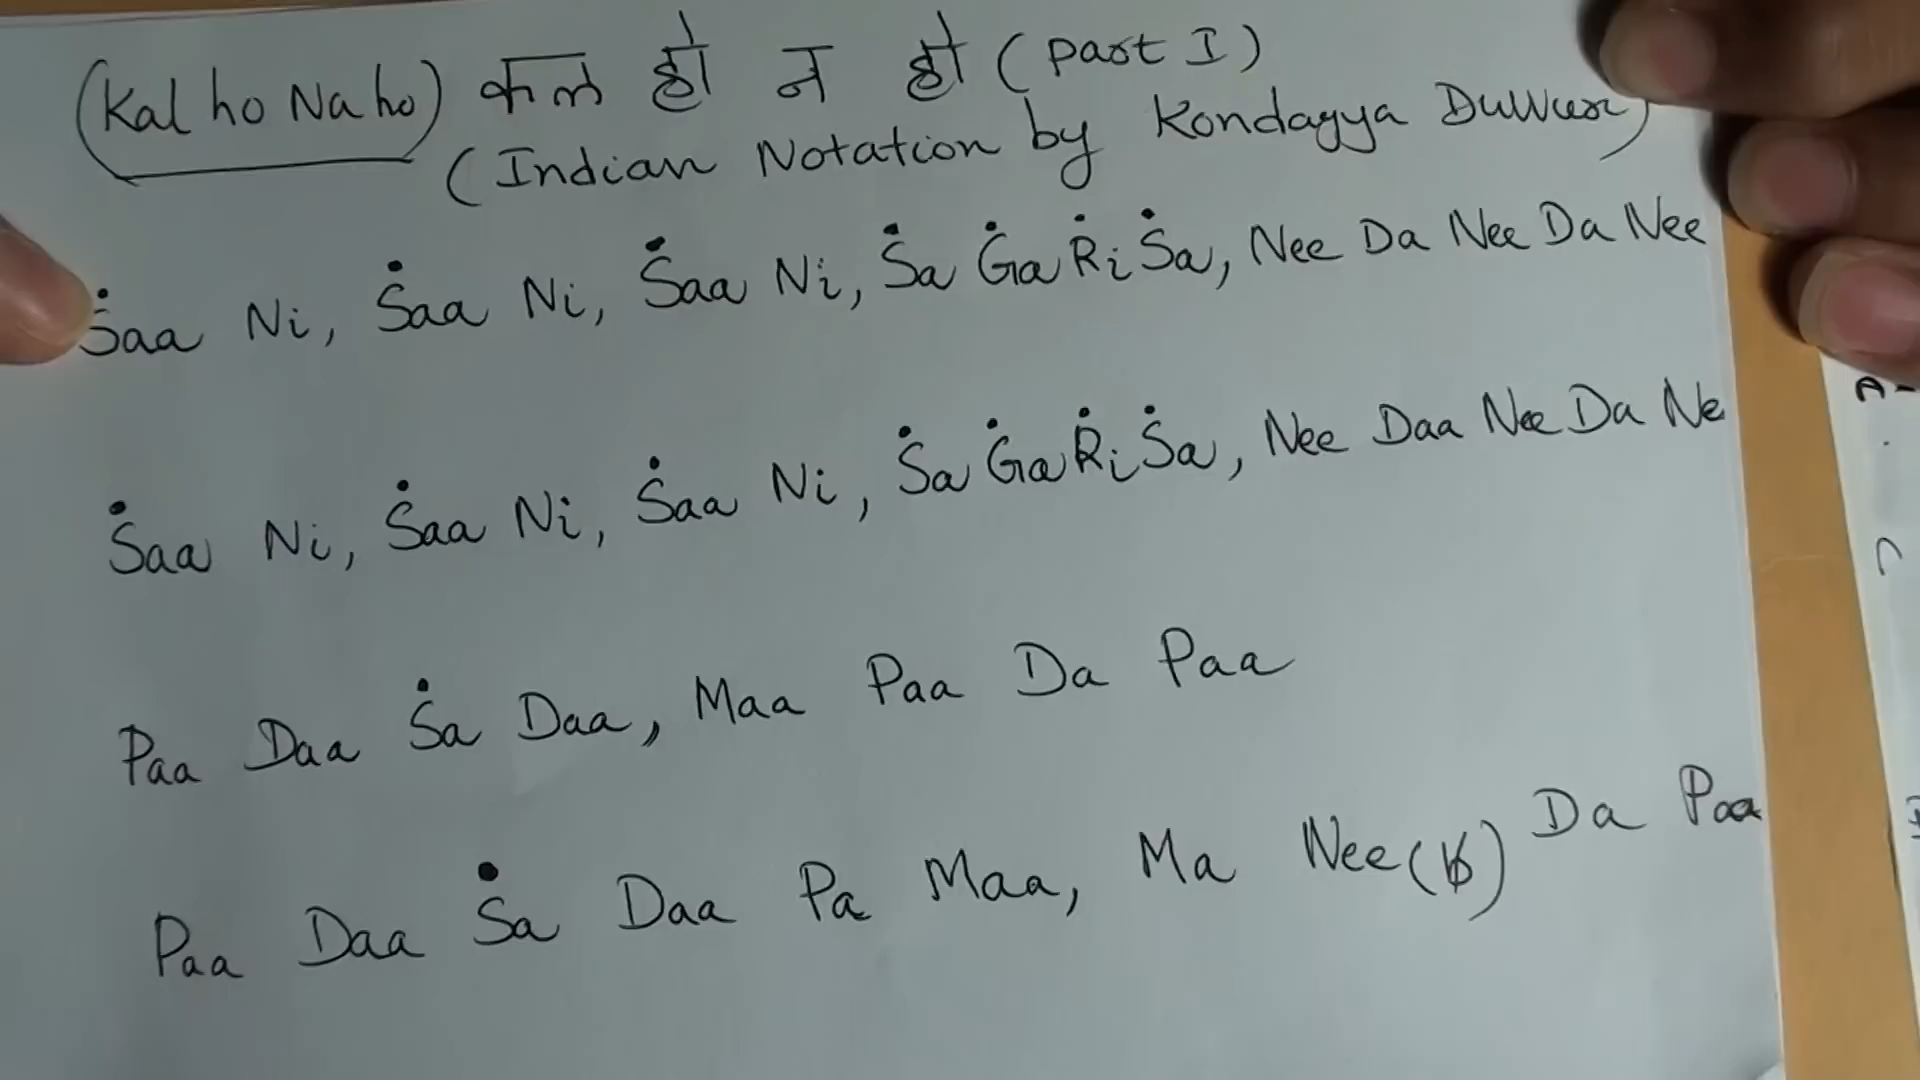 (Kal ho Na ho) कल हो न हो (Part I)
(Indian Notation by Kondayya Duvvuri)
Ṡaa Ni, Ṡaa Ni, Ṡaa Ni, Ṡa Ġa Ṙi Ṡa, Nee Da Nee Da Nee
Ṡaa Ni, Ṡaa Ni, Ṡaa Ni, Ṡa Ġa Ṙi Ṡa, Nee Daa Nee Da Ne
Paa Daa Ṡa Daa, Maa Paa Da Paa
Paa Daa Ṡa Daa Pa Maa, Ma Nee (k) Da Paa